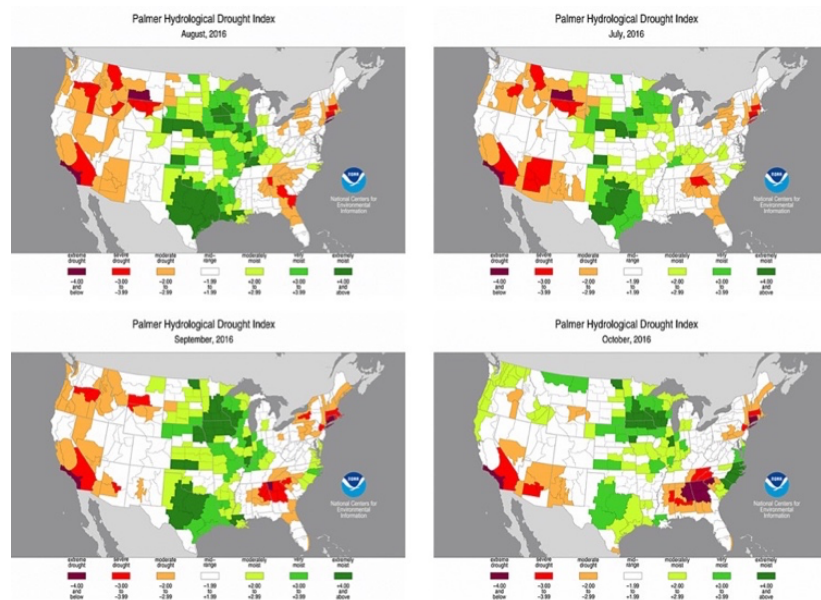 Palmer Hydrological Drought Index
August, 2016
NOAA
National Centers for
Environmental
Information
extreme drought severe drought moderate drought mid-range moderately moist very moist extremely moist
-4.00 and below -3.00 to -3.99 -2.00 to -2.99 -1.99 to +1.99 +2.00 to +2.99 +3.00 to +3.99 +4.00 and above
Palmer Hydrological Drought Index
July, 2016
NOAA
National Centers for
Environmental
Information
extreme drought severe drought moderate drought mid-range moderately moist very moist extremely moist
-4.00 and below -3.00 to -3.99 -2.00 to -2.99 -1.99 to +1.99 +2.00 to +2.99 +3.00 to +3.99 +4.00 and above
Palmer Hydrological Drought Index
September, 2016
NOAA
National Centers for
Environmental
Information
extreme drought severe drought moderate drought mid-range moderately moist very moist extremely moist
-4.00 and below -3.00 to -3.99 -2.00 to -2.99 -1.99 to +1.99 +2.00 to +2.99 +3.00 to +3.99 +4.00 and above
Palmer Hydrological Drought Index
October, 2016
NOAA
National Centers for
Environmental
Information
extreme drought severe drought moderate drought mid-range moderately moist very moist extremely moist
-4.00 and below -3.00 to -3.99 -2.00 to -2.99 -1.99 to +1.99 +2.00 to +2.99 +3.00 to +3.99 +4.00 and above